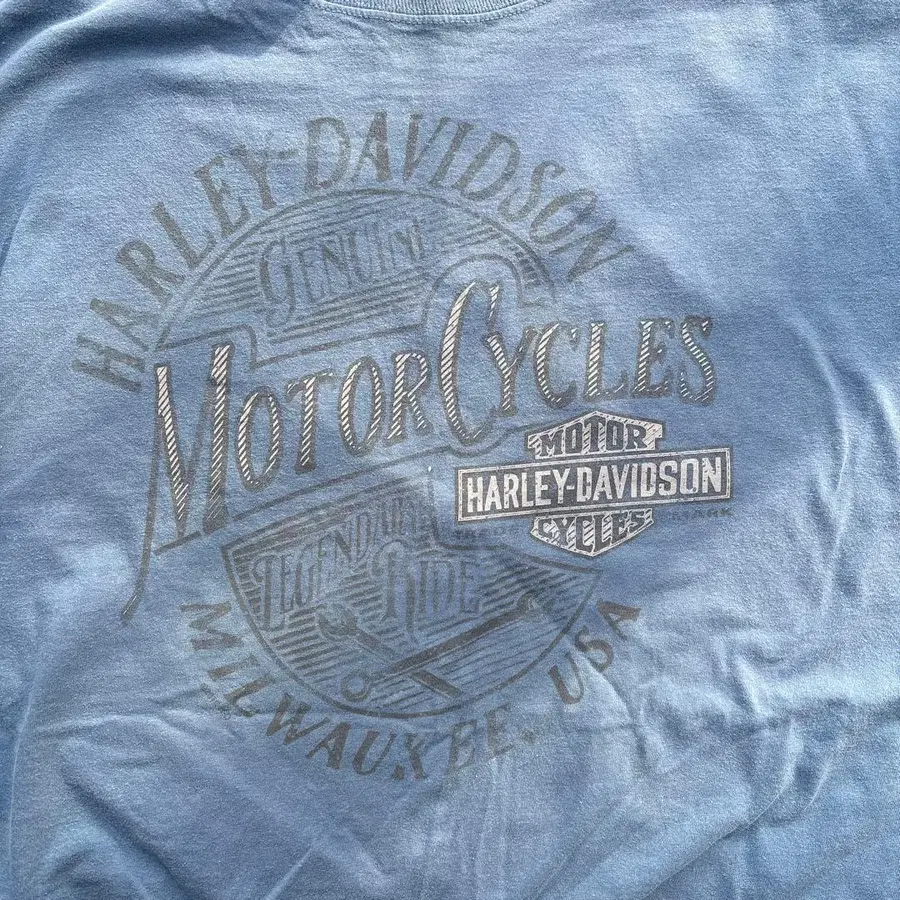 HARLEY-DAVIDSON
GENUINE
MOTORCYCLES
MOTOR
HARLEY-DAVIDSON
CYCLES
LEGENDARY
RIDE
MILWAUKEE, USA